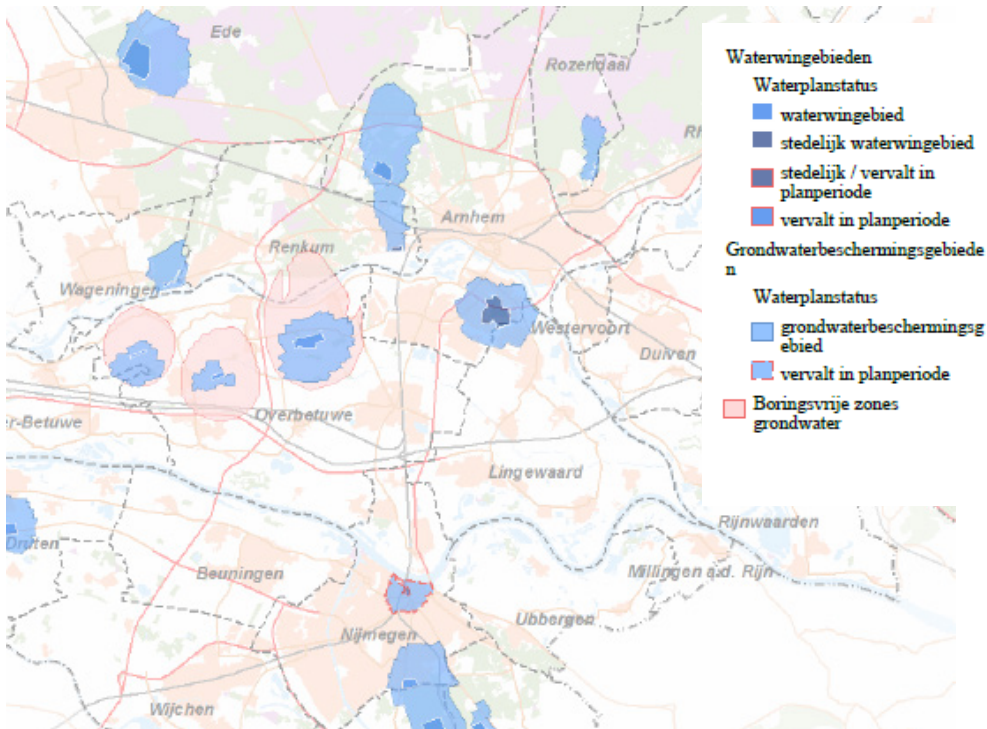 Ede
Rozendaal
Arnhem
Renkum
Wageningen
Westervoort
Duiven
Overbetuwe
er-Betuwe
Lingewaard
Rijnwaarden
Druten
Beuningen
Millingen a.d. Rijn
Ubbergen
Nijmegen
Wijchen
Waterwingebieden
Waterplanstatus
waterwingebied
stedelijk waterwingebied
stedelijk / vervalt in
planperiode
vervalt in planperiode
Grondwaterbeschermingsgebiede
n
Waterplanstatus
grondwaterbeschermingsg
ebied
vervalt in planperiode
Boringsvrije zones
grondwater